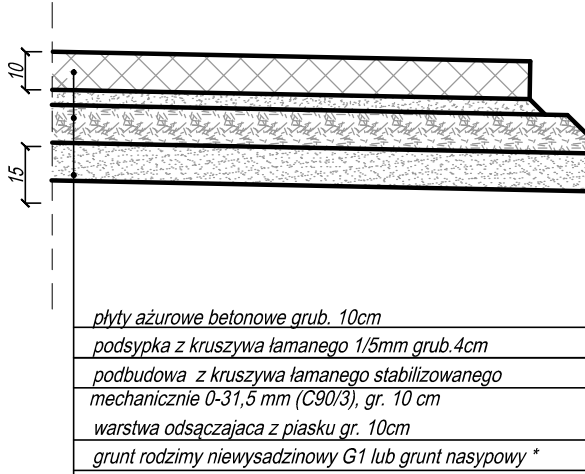 10
15
płyty ażurowe betonowe grub. 10cm
podsypka z kruszywa łamanego 1/5mm grub.4cm
podbudowa z kruszywa łamanego stabilizowanego
mechanicznie 0-31,5 mm (C90/3), gr. 10 cm
warstwa odsączajaca z piasku gr. 10cm
grunt rodzimy niewysadzinowy G1 lub grunt nasypowy *